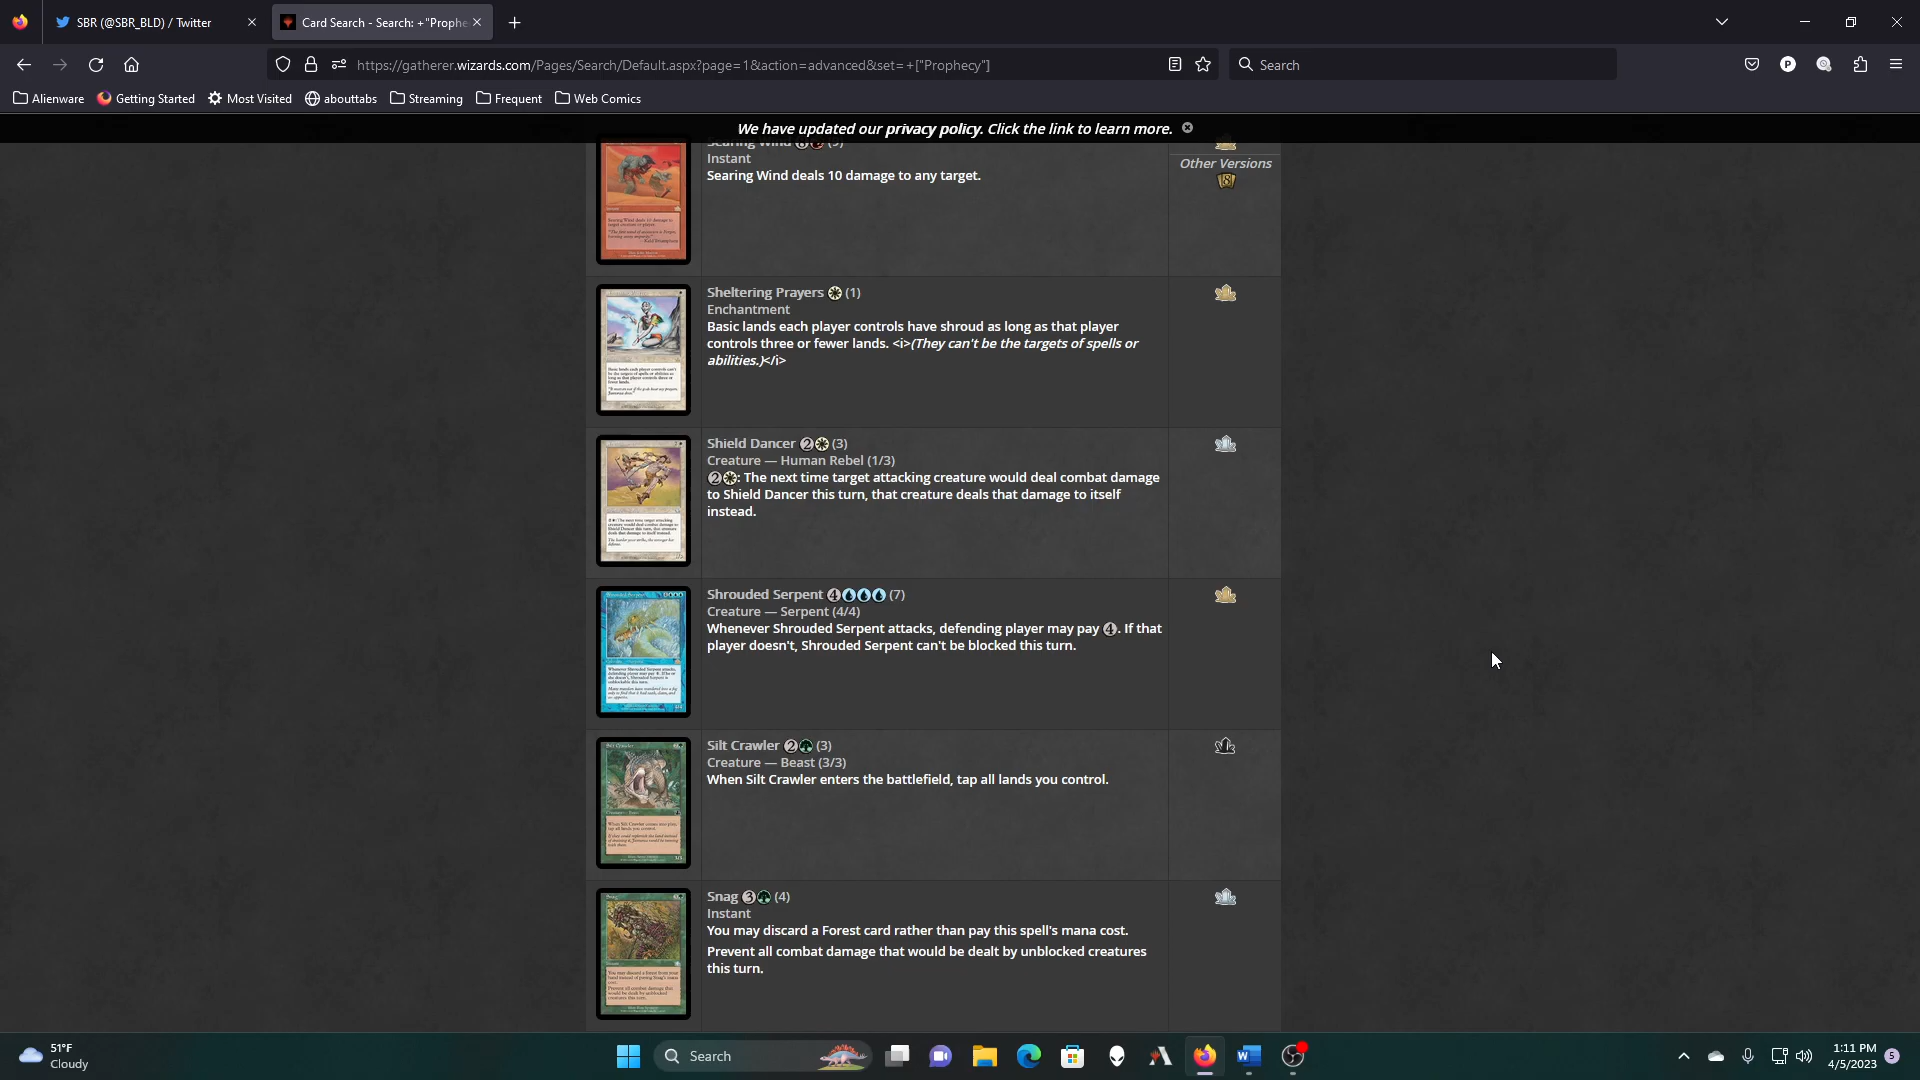 SBR (@SBR_BLD) / Twitter
Card Search - Search: +"Prophe
https://gatherer.wizards.com/Pages/Search/Default.aspx?page=1&action=advanced&set=+["Prophecy"]
Search
Alienware
Getting Started
Most Visited
abouttabs
Streaming
Frequent
Web Comics
We have updated our privacy policy. Click the link to learn more.
Searing Wind 8 (9)
Instant
Searing Wind deals 10 damage to any target.
Other Versions
Sheltering Prayers (1)
Enchantment
Basic lands each player controls have shroud as long as that player
controls three or fewer lands. <i>(They can't be the targets of spells or
abilities.)</i>
Shield Dancer 2 (3)
Creature — Human Rebel (1/3)
2: The next time target attacking creature would deal combat damage
to Shield Dancer this turn, that creature deals that damage to itself
instead.
Shrouded Serpent 4 (7)
Creature — Serpent (4/4)
Whenever Shrouded Serpent attacks, defending player may pay 4. If that
player doesn't, Shrouded Serpent can't be blocked this turn.
Silt Crawler 2 (3)
Creature — Beast (3/3)
When Silt Crawler enters the battlefield, tap all lands you control.
Snag 3 (4)
Instant
You may discard a Forest card rather than pay this spell's mana cost.
Prevent all combat damage that would be dealt by unblocked creatures
this turn.
51°F
Cloudy
Search
1:11 PM
4/5/2023
5